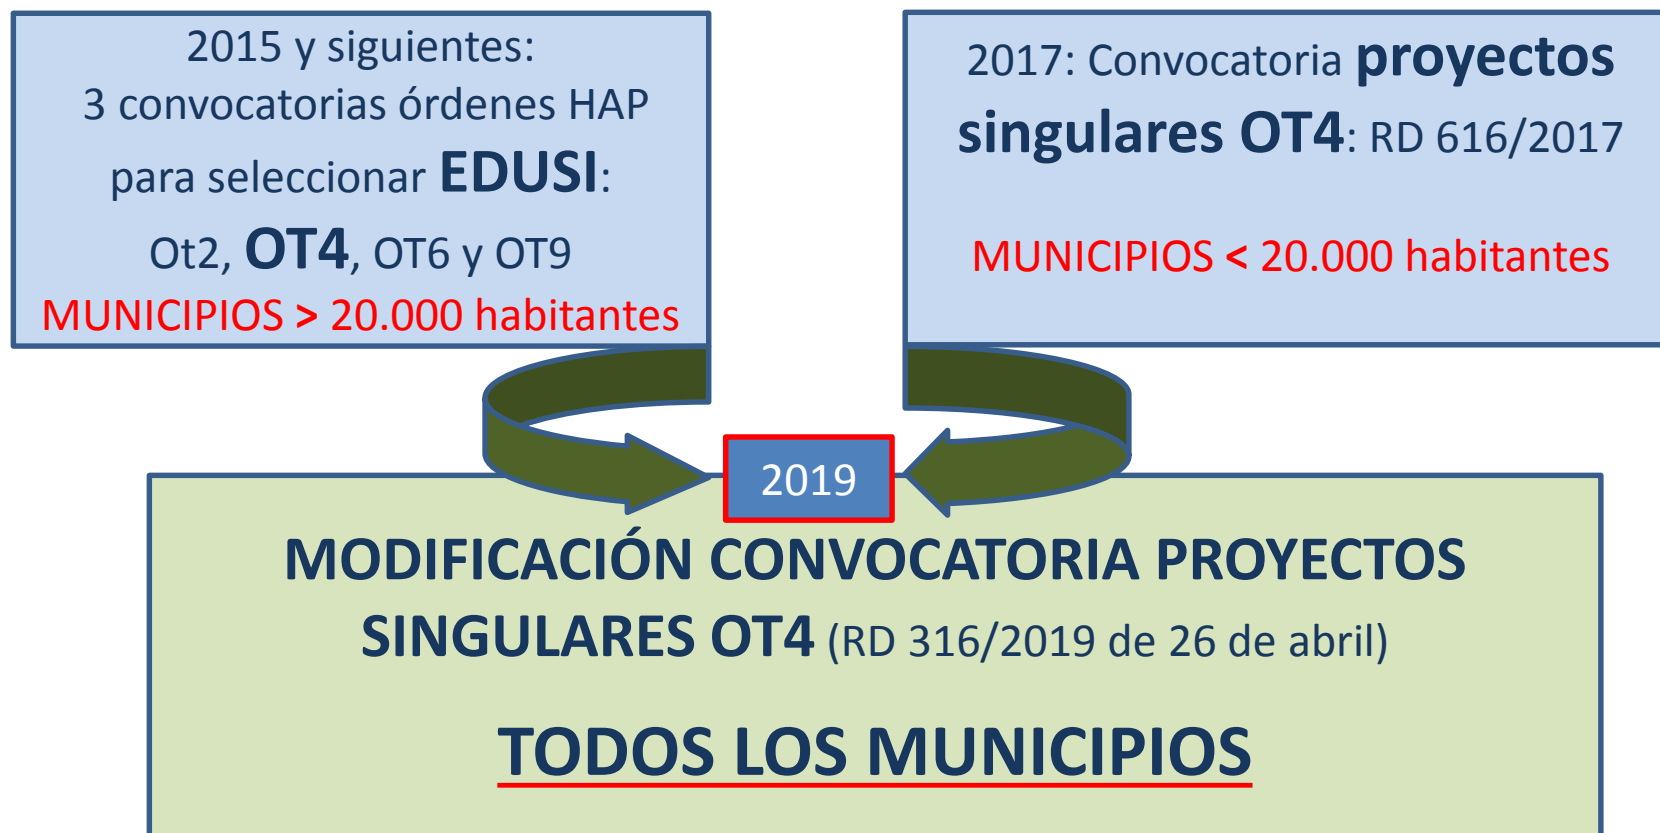 2015 y siguientes:
3 convocatorias órdenes HAP
para seleccionar EDUSI:
Ot2, OT4, OT6 y OT9
MUNICIPIOS > 20.000 habitantes
2017: Convocatoria proyectos
singulares OT4: RD 616/2017
MUNICIPIOS < 20.000 habitantes
2019
MODIFICACIÓN CONVOCATORIA PROYECTOS
SINGULARES OT4 (RD 316/2019 de 26 de abril)
TODOS LOS MUNICIPIOS